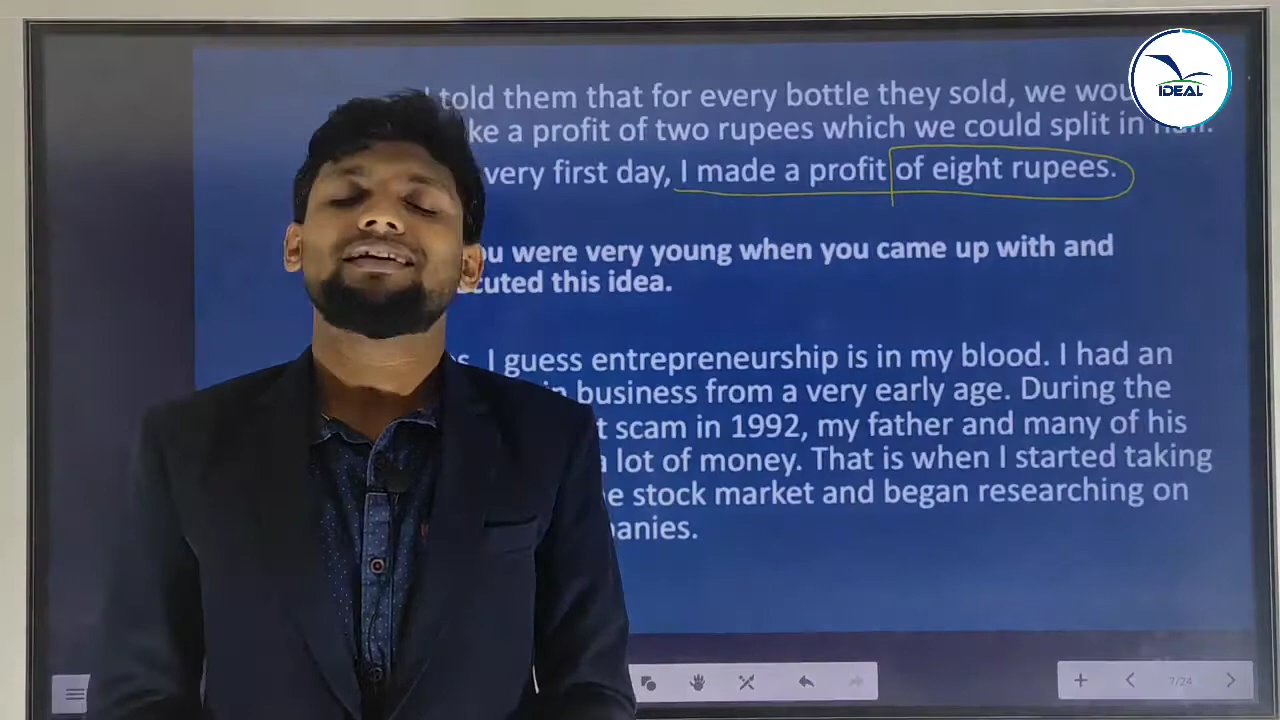 IDEAL
I told them that for every bottle they sold, we
a profit of two rupees which we could split in half.
very first day, I made a profit of eight rupees.
were very young when you came up with and
this idea.
I guess entrepreneurship is in my blood. I had an
in business from a very early age. During the
scam in 1992, my father and many of his
a lot of money. That is when I started taking
stock market and began researching on
7/24